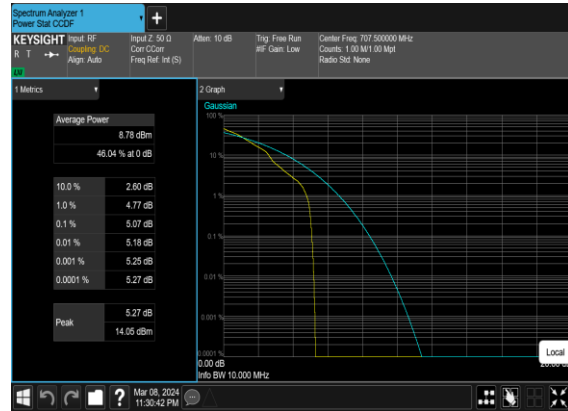 Spectrum Analyzer 1
Power Stat CCDF
KEYSIGHT
R T
LW
Input: RF
Coupling: DC
Align: Auto
Input Z: 50 Ω
Corr CCorr
Freq Ref: Int (S)
Atten: 10 dB
Trig: Free Run
#IF Gain: Low
Center Freq: 707.500000 MHz
Counts: 1.00 M/1.00 Mpt
Radio Std: None
1 Metrics
Average Power
8.78 dBm
46.04 % at 0 dB
10.0 % 2.60 dB
1.0 % 4.77 dB
0.1 % 5.07 dB
0.01 % 5.18 dB
0.001 % 5.25 dB
0.0001 % 5.27 dB
Peak
5.27 dB
14.05 dBm
2 Graph
Gaussian
100 %
10 %
1 %
0.1 %
0.01 %
0.001 %
0.0001 %
0.00 dB
Info BW 10.000 MHz
Local
?
Mar 08, 2024
11:30:42 PM